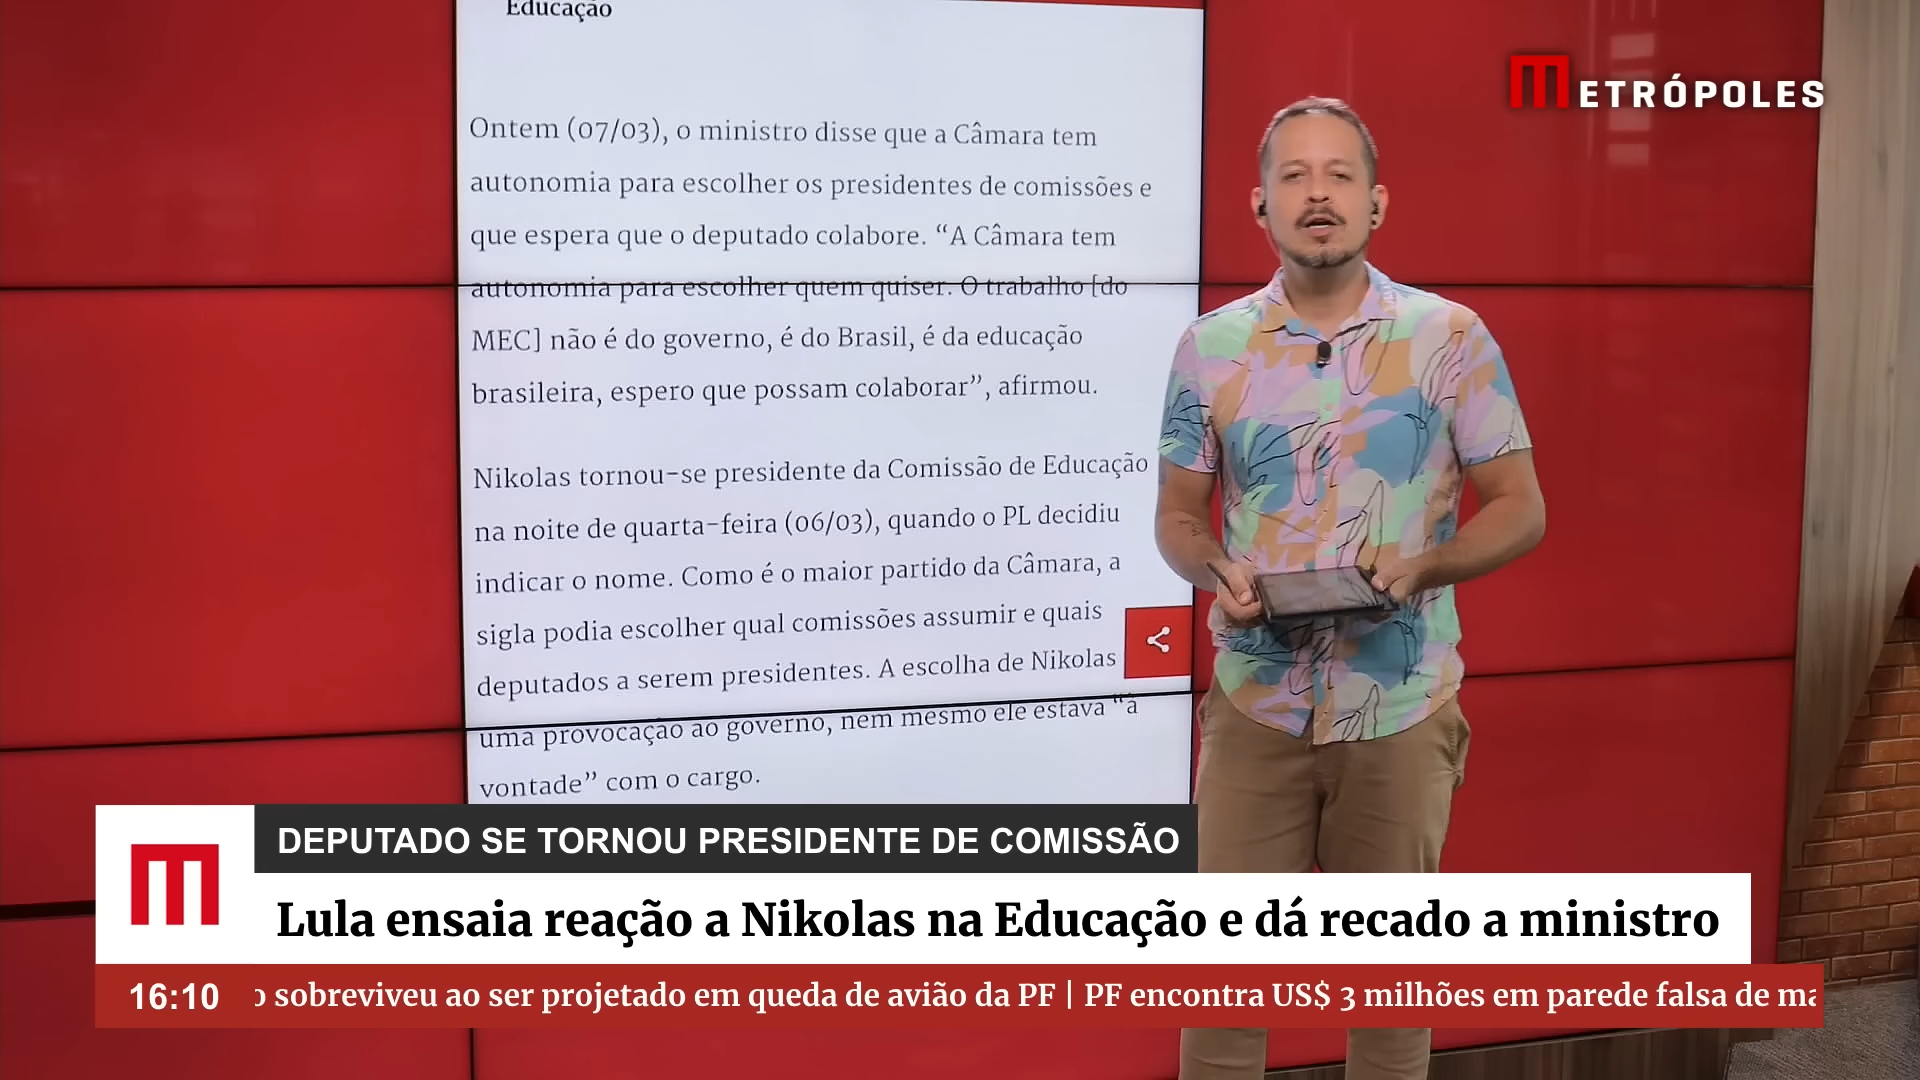 Educação
METRÓPOLES
Ontem (07/03), o ministro disse que a Câmara tem
autonomia para escolher os presidentes de comissões e
que espera que o deputado colabore. “A Câmara tem
autonomia para escolher quem quiser. O trabalho [do
MEC] não é do governo, é do Brasil, é da educação
brasileira, espero que possam colaborar”, afirmou.
Nikolas tornou-se presidente da Comissão de Educação
na noite de quarta-feira (06/03), quando o PL decidiu
indicar o nome. Como é o maior partido da Câmara, a
sigla podia escolher qual comissões assumir e quais
deputados a serem presidentes. A escolha de Nikolas
uma provocação ao governo, nem mesmo ele estava “à
vontade” com o cargo.
M
DEPUTADO SE TORNOU PRESIDENTE DE COMISSÃO
Lula ensaia reação a Nikolas na Educação e dá recado a ministro
16:10
o sobreviveu ao ser projetado em queda de avião da PF | PF encontra US$ 3 milhões em parede falsa de ma